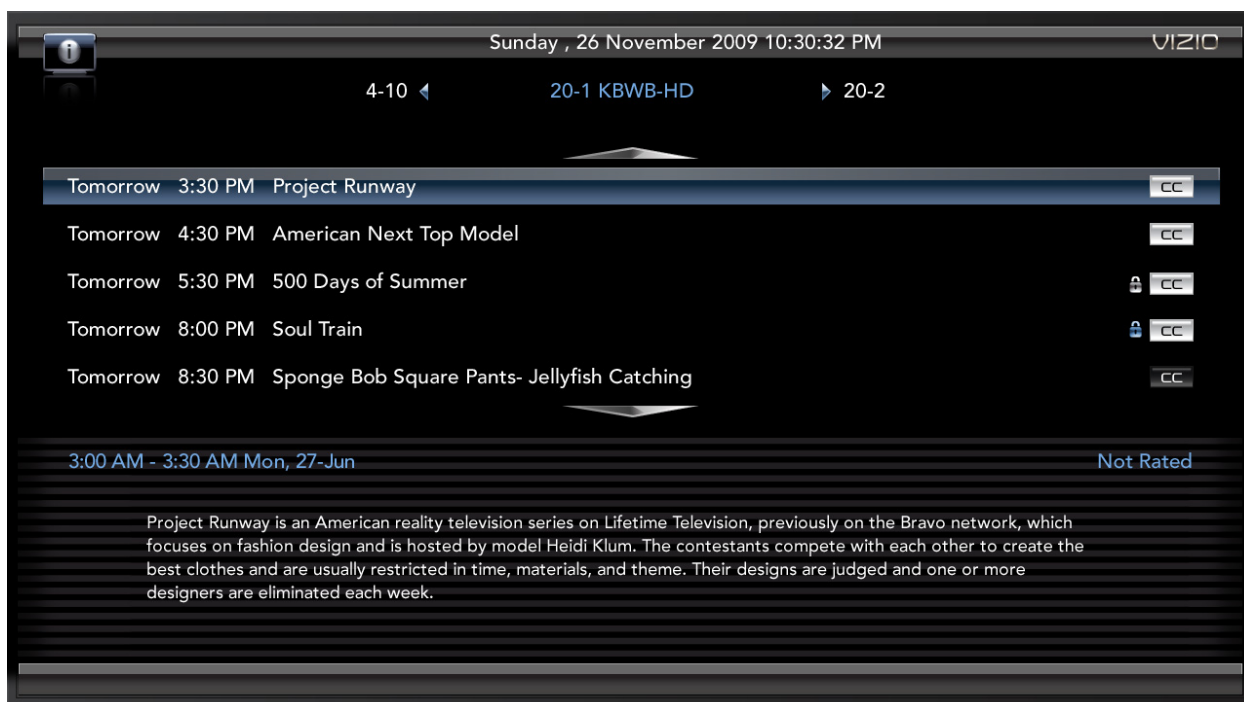 i
Sunday , 26 November 2009 10:30:32 PM
VIZIO
4-10 20-1 KBWB-HD 20-2
Tomorrow 3:30 PM Project Runway CC
Tomorrow 4:30 PM American Next Top Model CC
Tomorrow 5:30 PM 500 Days of Summer CC
Tomorrow 8:00 PM Soul Train CC
Tomorrow 8:30 PM Sponge Bob Square Pants- Jellyfish Catching CC
3:00 AM - 3:30 AM Mon, 27-Jun Not Rated
Project Runway is an American reality television series on Lifetime Television, previously on the Bravo network, which
focuses on fashion design and is hosted by model Heidi Klum. The contestants compete with each other to create the
best clothes and are usually restricted in time, materials, and theme. Their designs are judged and one or more
designers are eliminated each week.